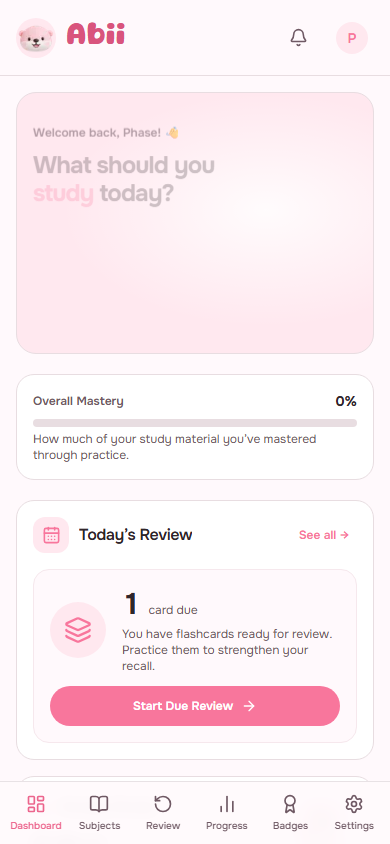 Abii
P
Welcome back, Phase! 👋
What should you
study today?
Overall Mastery
0%
How much of your study material you've mastered
through practice.
Today's Review
See all →
1 card due
You have flashcards ready for review.
Practice them to strengthen your
recall.
Start Due Review →
Dashboard
Subjects
Review
Progress
Badges
Settings